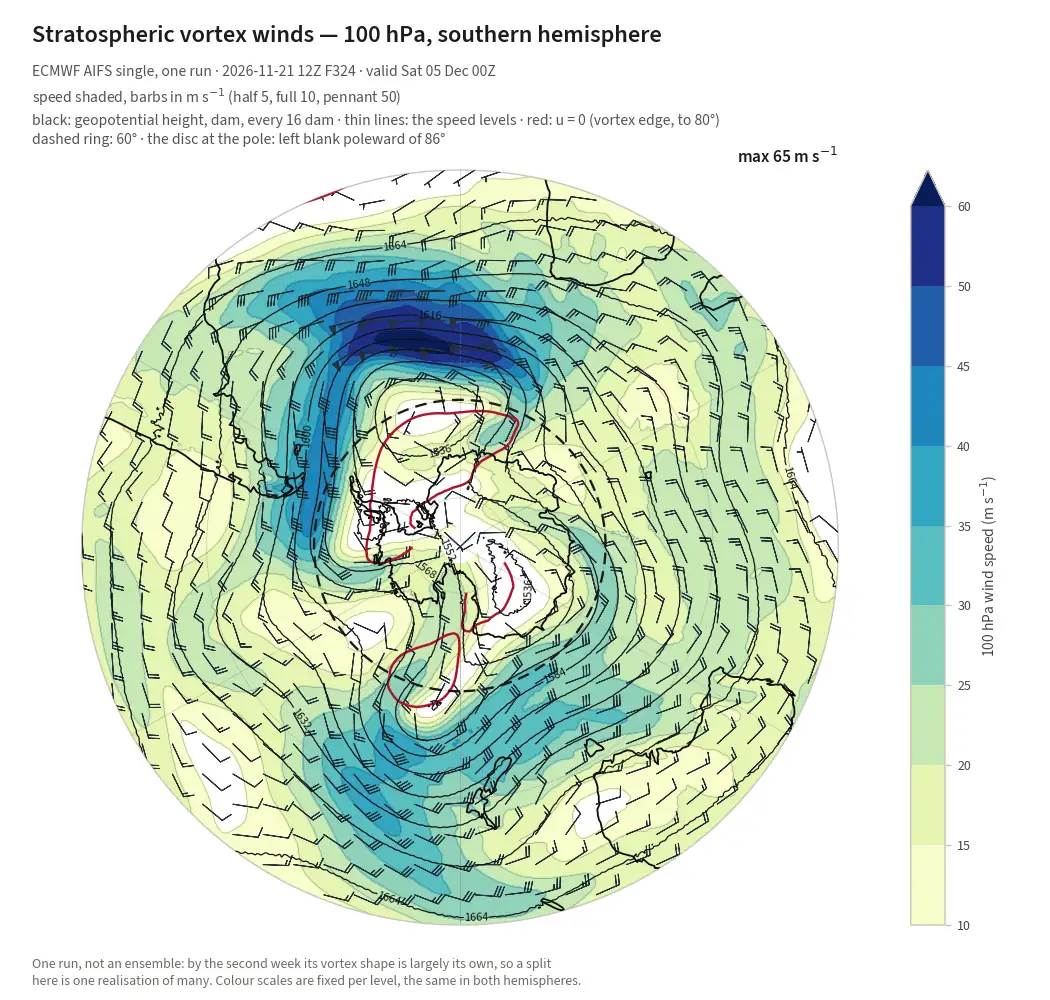 Stratospheric vortex winds — 100 hPa, southern hemisphere
ECMWF AIFS single, one run · 2026-11-21 12Z F324 · valid Sat 05 Dec 00Z
speed shaded, barbs in m s⁻¹ (half 5, full 10, pennant 50)
black: geopotential height, dam, every 16 dam · thin lines: the speed levels · red: u = 0 (vortex edge, to 80°)
dashed ring: 60° · the disc at the pole: left blank poleward of 86°
max 65 m s⁻¹
60
50
45
40
35
30
25
20
15
10
100 hPa wind speed (m s⁻¹)
1664
1648
1616
1600
1536
1552
1568
1536
1584
1632
1664
1664
One run, not an ensemble: by the second week its vortex shape is largely its own, so a split
here is one realisation of many. Colour scales are fixed per level, the same in both hemispheres.